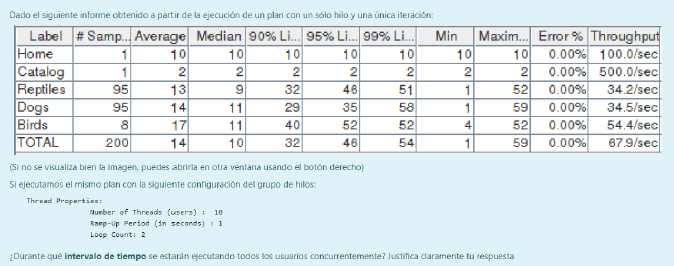 Dado el siguiente informe obtenido a partir de la ejecución de un plan con un sólo hilo y una única iteración:
Label # Samp... Average Median 90% Li... 95% Li... 99% Li... Min Maxim... Error % Throughput
Home 1 10 10 10 10 10 10 10 0.00% 100.0/sec
Catalog 1 2 2 2 2 2 2 2 0.00% 500.0/sec
Reptiles 95 13 9 32 46 51 1 52 0.00% 34.2/sec
Dogs 95 14 11 29 35 58 1 59 0.00% 34.5/sec
Birds 8 17 11 40 52 52 4 52 0.00% 54.4/sec
TOTAL 200 14 10 32 46 54 1 59 0.00% 67.9/sec
(Si no se visualiza bien la imagen, puedes abrirla en otra ventana usando el botón derecho)
Si ejecutamos el mismo plan con la siguiente configuración del grupo de hilos:
Thread Properties:
Number of Threads (users) : 10
Ramp-Up Period (in seconds) : 1
Loop Count: 2
¿Durante qué intervalo de tiempo se estarán ejecutando todos los usuarios concurrentemente? Justifica claramente tu respuesta